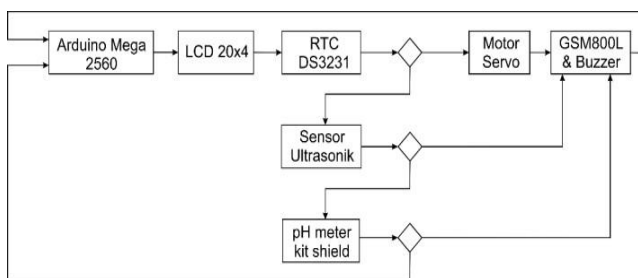 Arduino Mega
2560
LCD 20x4
RTC
DS3231
Motor
Servo
GSM800L
& Buzzer
Sensor
Ultrasonik
pH meter
kit shield